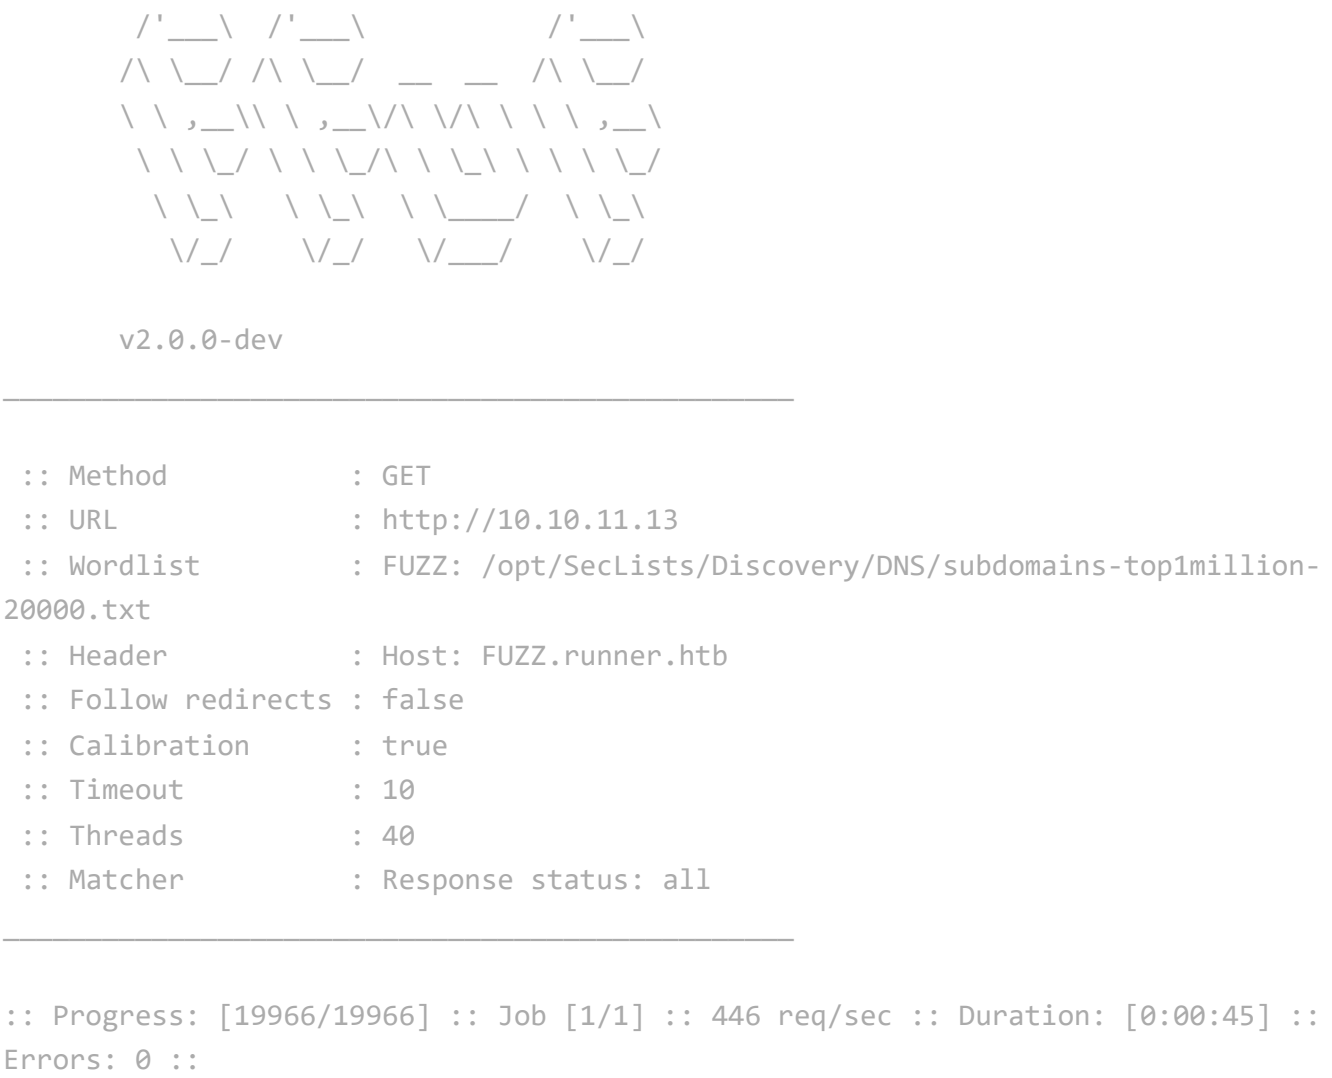 /'___\  /'___\           /'___\
       /\ \__/ /\ \__/  __  __  /\ \__/
       \ \ ,__\\ \ ,__\/\ \/\ \ \ \ ,__\
        \ \ \_/ \ \ \_/\ \ \_\ \ \ \ \_/
         \ \_\   \ \_\  \ \____/  \ \_\
          \/_/    \/_/   \/___/    \/_/

       v2.0.0-dev
________________________________________________

 :: Method           : GET
 :: URL              : http://10.10.11.13
 :: Wordlist         : FUZZ: /opt/SecLists/Discovery/DNS/subdomains-top1million-
20000.txt
 :: Header           : Host: FUZZ.runner.htb
 :: Follow redirects : false
 :: Calibration      : true
 :: Timeout          : 10
 :: Threads          : 40
 :: Matcher          : Response status: all
________________________________________________

:: Progress: [19966/19966] :: Job [1/1] :: 446 req/sec :: Duration: [0:00:45] ::
Errors: 0 ::